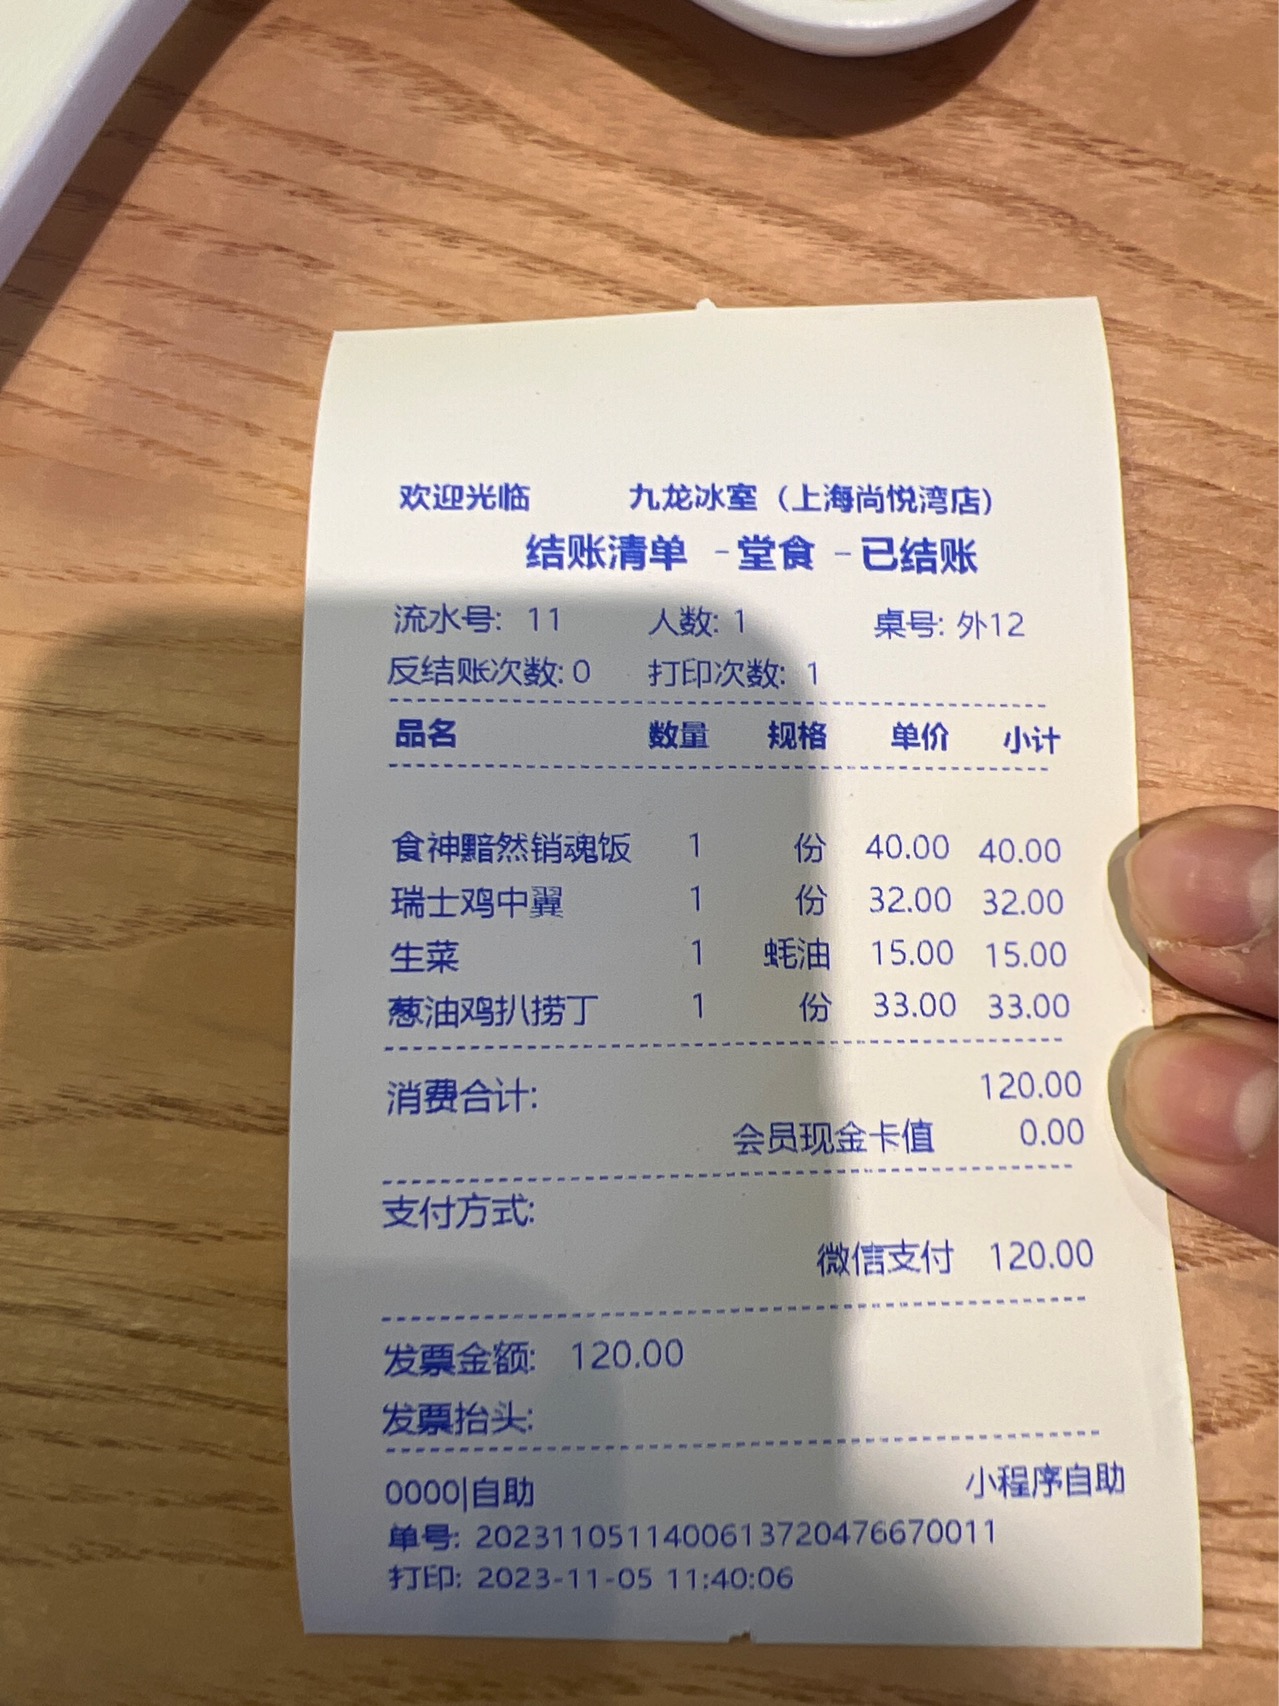 欢迎光临 九龙冰室（上海尚悦湾店）
结账清单 -堂食 -已结账
流水号: 11 人数: 1 桌号: 外12
反结账次数: 0 打印次数: 1
品名 数量 规格 单价 小计
食神黯然销魂饭 1 份 40.00 40.00
瑞士鸡中翼 1 份 32.00 32.00
生菜 1 蚝油 15.00 15.00
葱油鸡扒捞丁 1 份 33.00 33.00
消费合计: 120.00
会员现金卡值 0.00
支付方式:
微信支付 120.00
发票金额: 120.00
发票抬头:
0000|自助 小程序自助
单号: 2023110511400613720476670011
打印: 2023-11-05 11:40:06